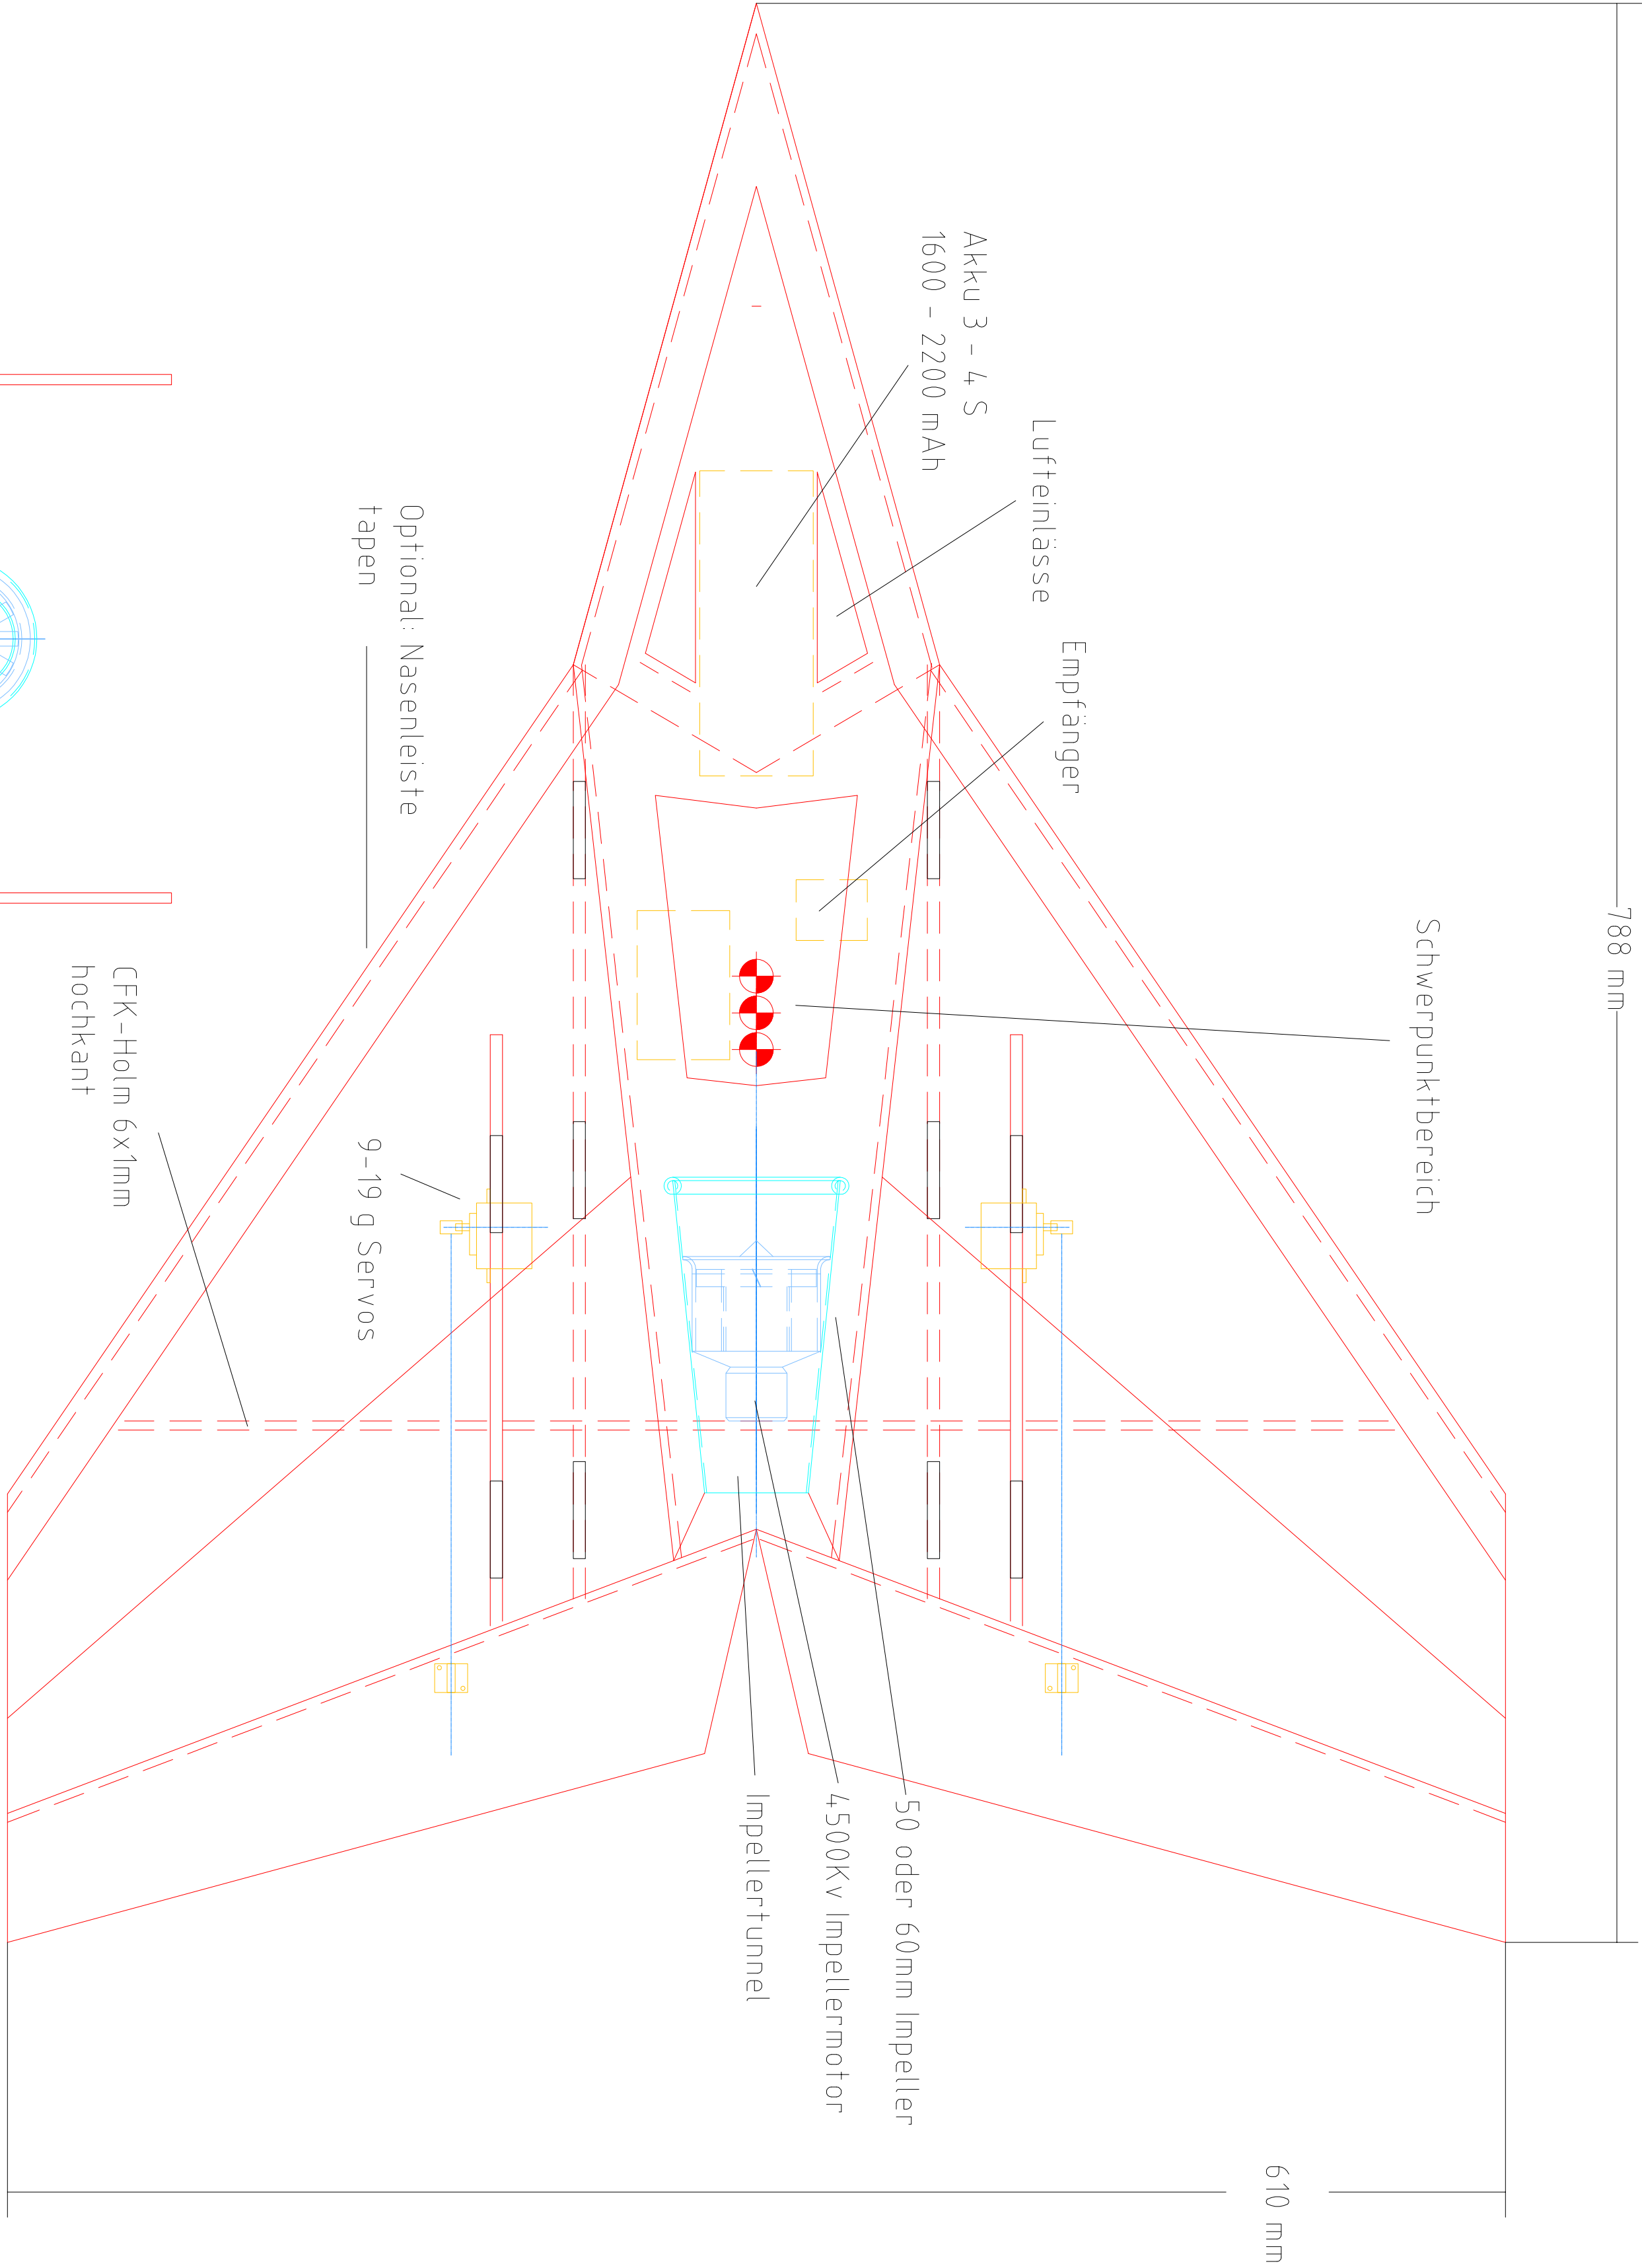 788 mm
Schwerpunktbereich
Empfänger
Lufteinlässe
Akku 3 - 4 S
1600 - 2200 mAh
Optional: Nasenleiste
tapen
CFK-Holm 6x1mm
hochkant
9-19 g Servos
50 oder 60mm Impeller
4500Kv Impellermotor
Impellertunnel
610 mm